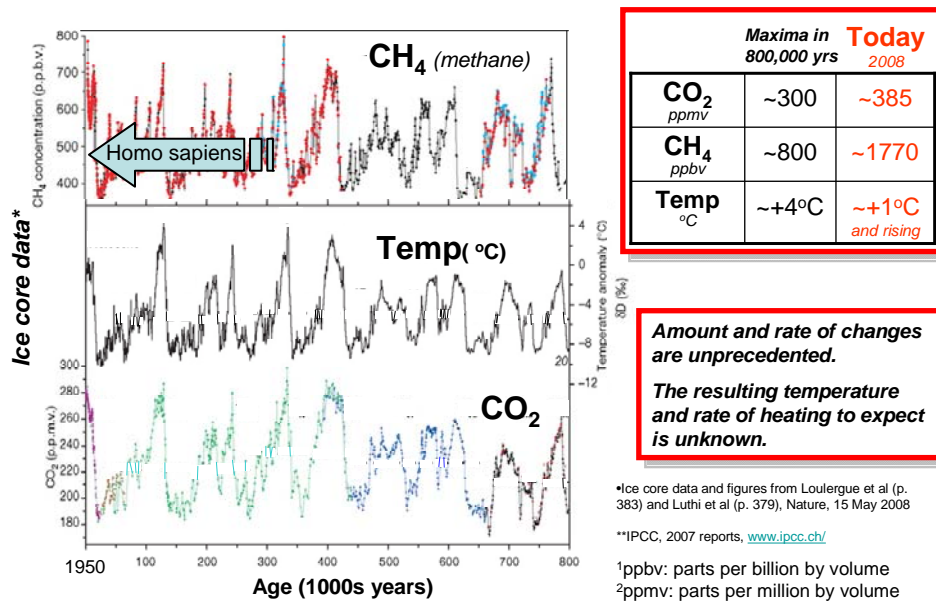 CH4 (methane)
CH4 concentration (p.p.b.v.)
800
700
600
500
400
Homo sapiens
Ice core data*
Temp( oC)
Temperature anomaly (°C)
4
0
−4
−8
−12
δD (‰)
20
CO2
CO2 (p.p.m.v.)
300
280
260
240
220
200
180
1950
100
200
300
400
500
600
700
800
Age (1000s years)
Maxima in
800,000 yrs
Today
2008
CO2
ppmv
~300
~385
CH4
ppbv
~800
~1770
Temp
oC
~+4oC
~+1oC
and rising
Amount and rate of changes
are unprecedented.
The resulting temperature
and rate of heating to expect
is unknown.
•Ice core data and figures from Loulergue et al (p.
383) and Luthi et al (p. 379), Nature, 15 May 2008
**IPCC, 2007 reports, www.ipcc.ch/
1ppbv: parts per billion by volume
2ppmv: parts per million by volume